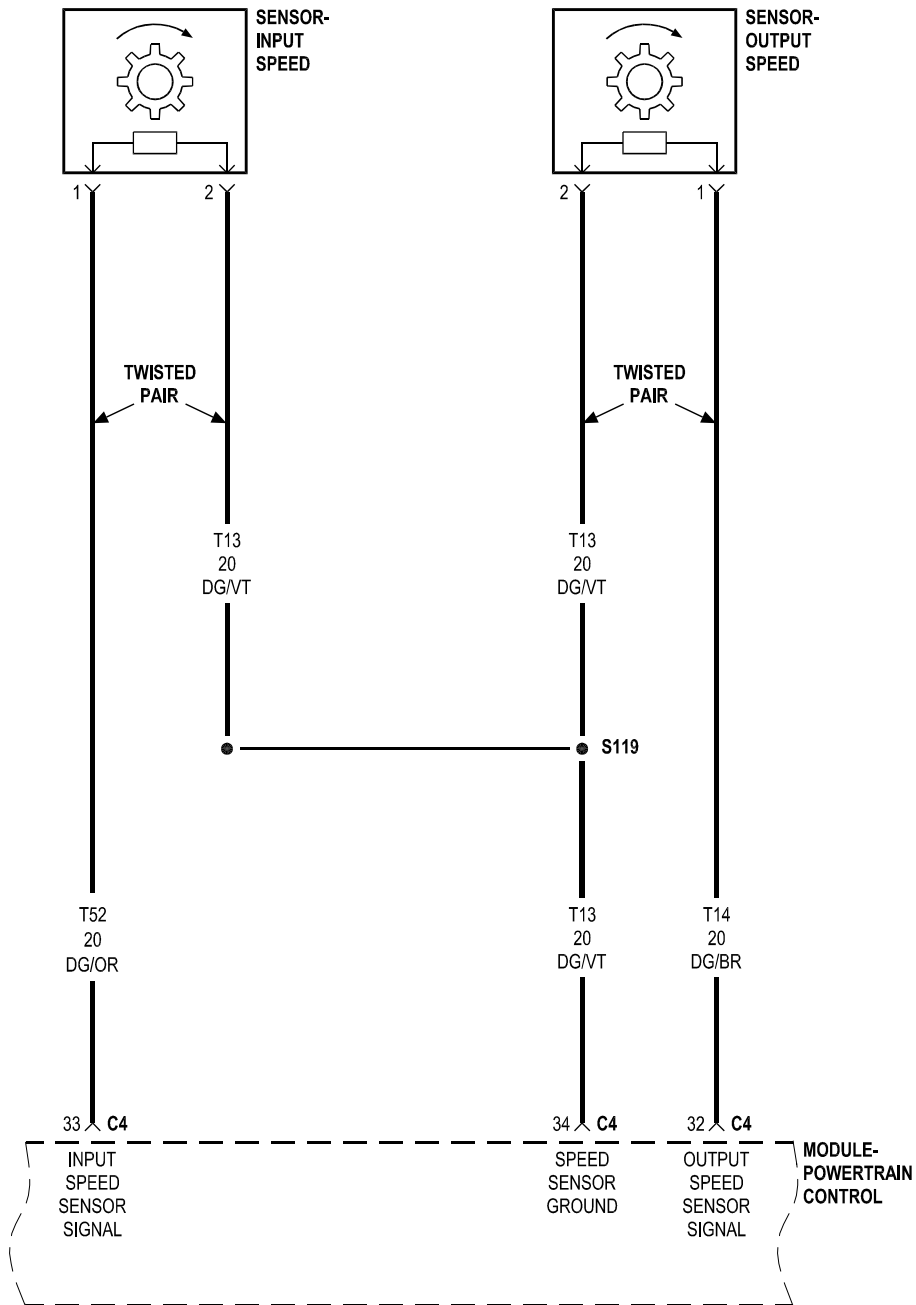 SENSOR-
INPUT
SPEED
SENSOR-
OUTPUT
SPEED
1
2
2
1
TWISTED
PAIR
TWISTED
PAIR
T13
20
DG/VT
T13
20
DG/VT
S119
T52
20
DG/OR
T13
20
DG/VT
T14
20
DG/BR
33 C4
34 C4
32 C4
INPUT
SPEED
SENSOR
SIGNAL
SPEED
SENSOR
GROUND
OUTPUT
SPEED
SENSOR
SIGNAL
MODULE-
POWERTRAIN
CONTROL